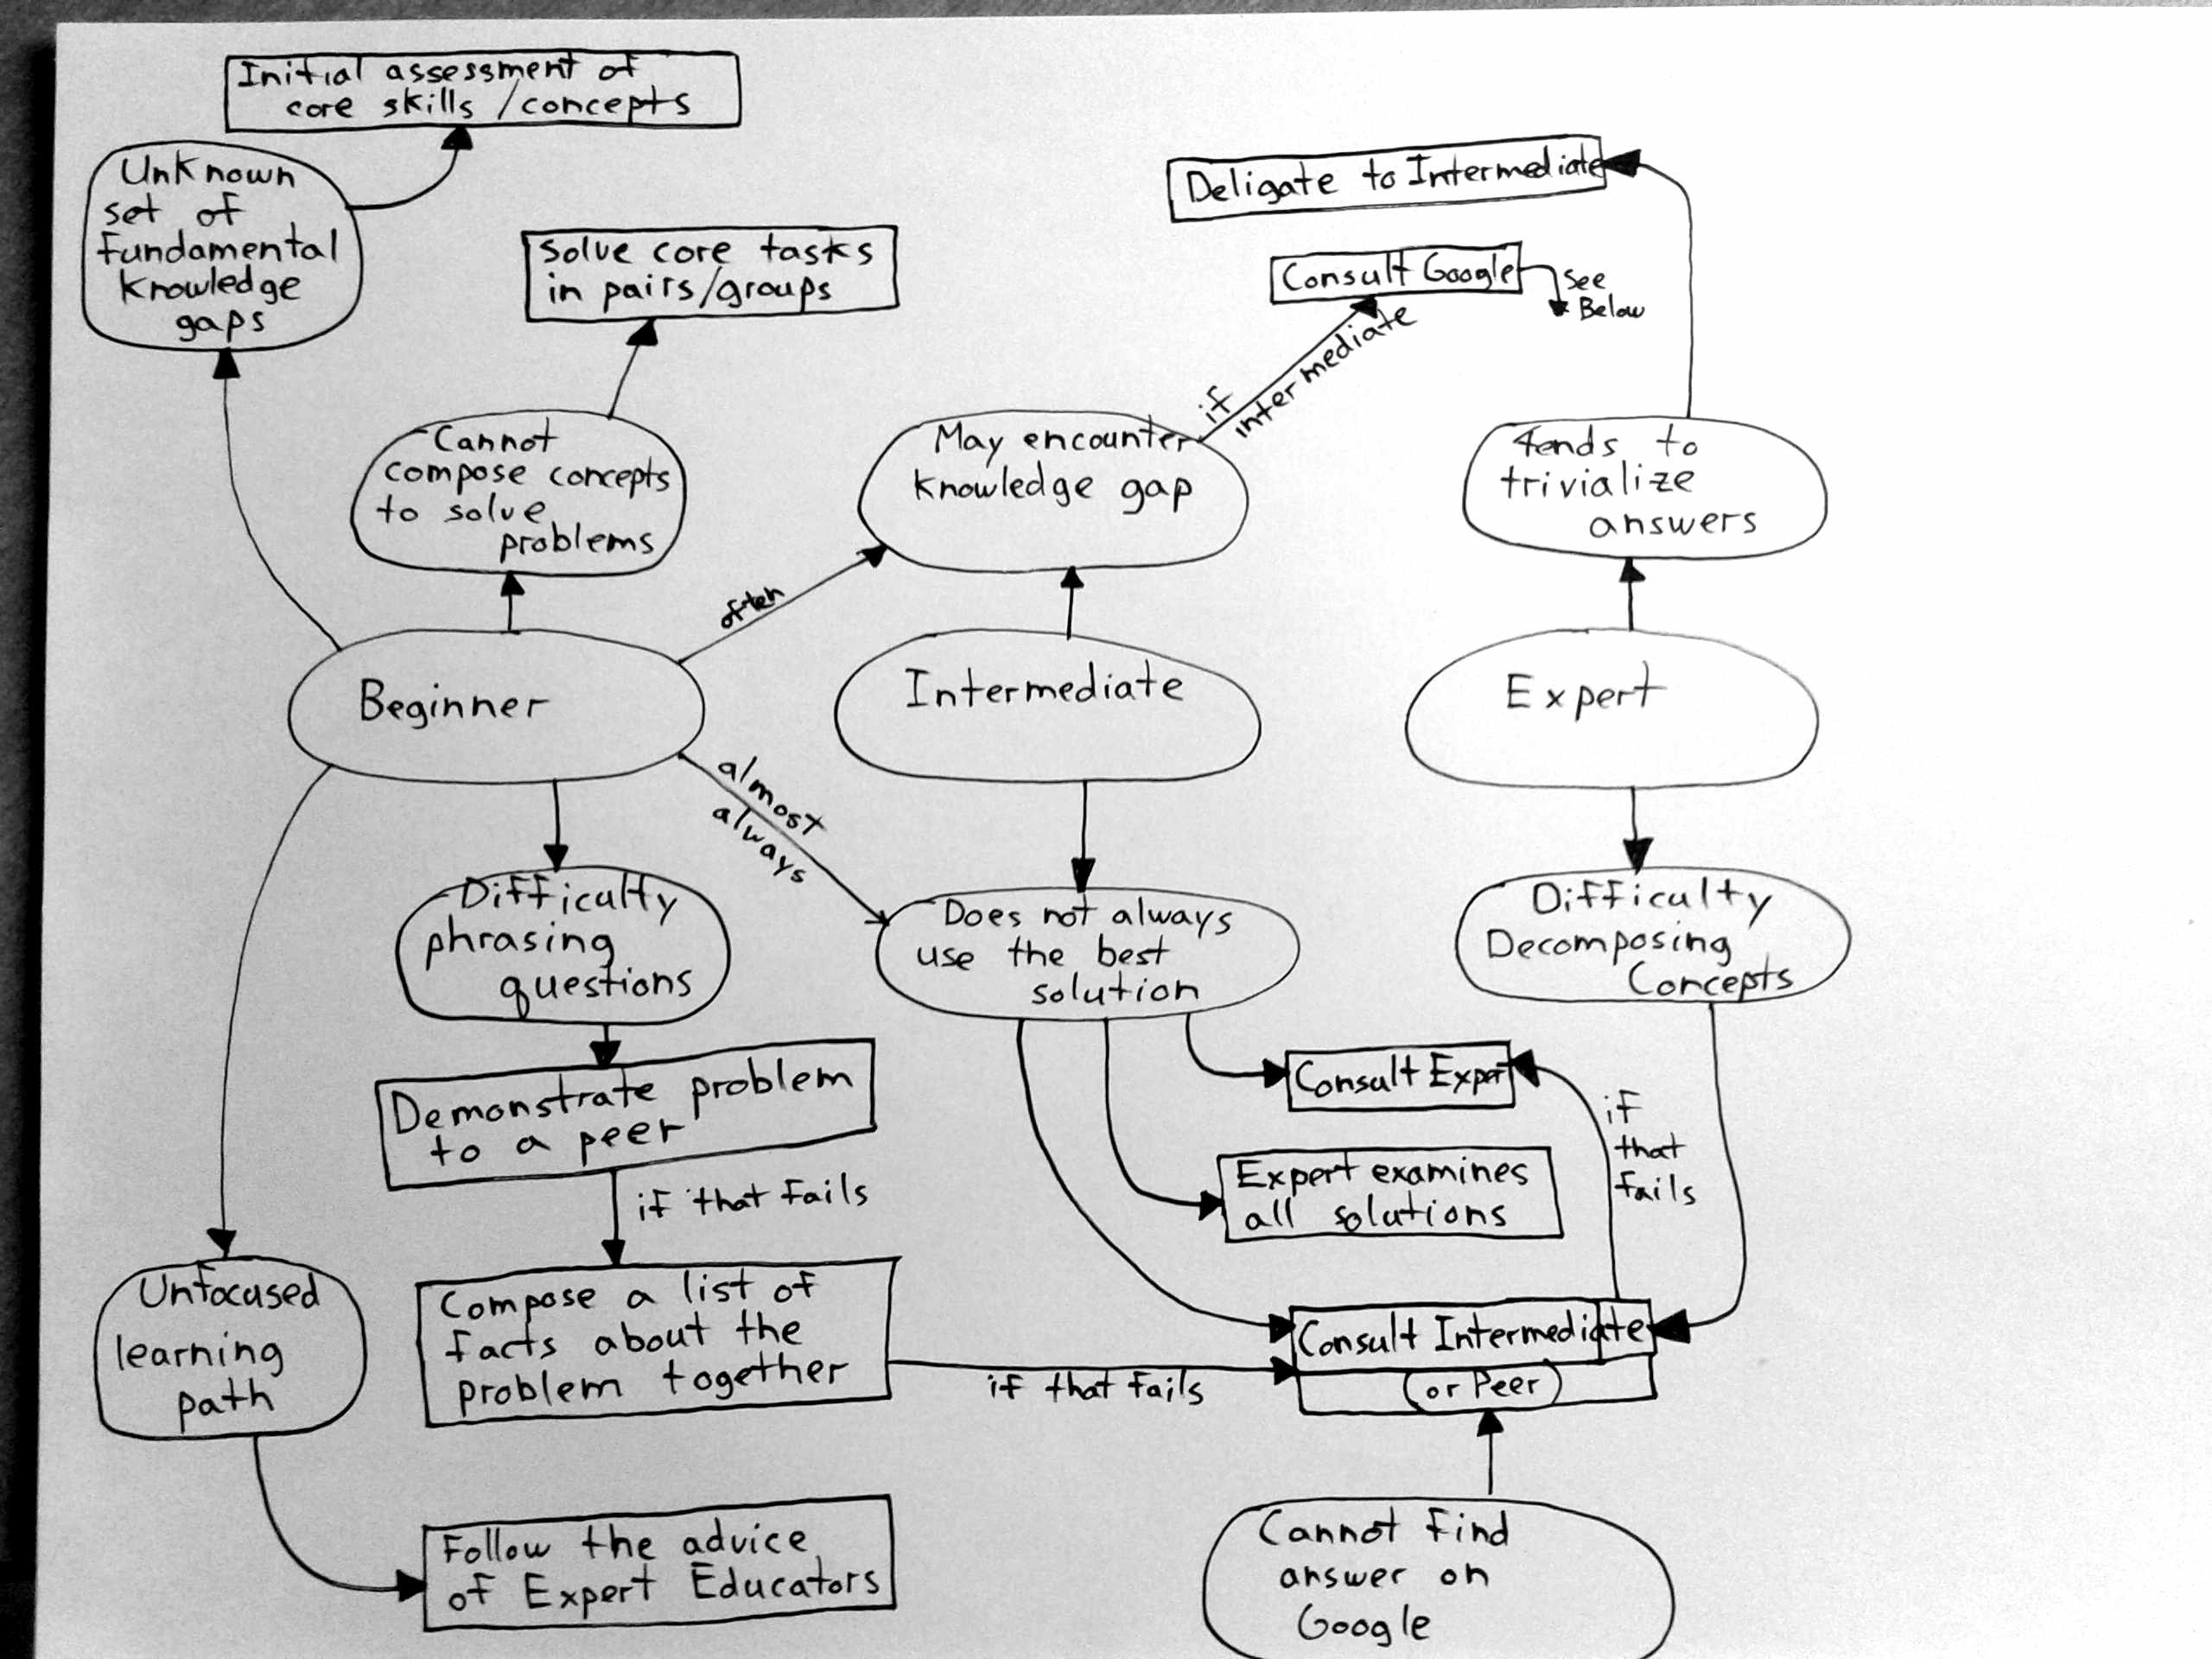 Initial assessment of
core skills / concepts
Unknown
set of
fundamental
knowledge
gaps
Solve core tasks
in pairs/groups
Deligate to Intermediate
Consult Google
See
Below
if
intermediate
Cannot
compose concepts
to solve
problems
May encounter
knowledge gap
tends to
trivialize
answers
often
Beginner
Intermediate
Expert
almost
always
Difficulty
phrasing
questions
Does not always
use the best
solution
Difficulty
Decomposing
Concepts
Demonstrate problem
to a peer
Consult Expert
if
that
fails
if that fails
Expert examines
all solutions
Unfocused
learning
path
Compose a list of
facts about the
problem together
if that fails
Consult Intermediate
(or Peer)
Follow the advice
of Expert Educators
Cannot find
answer on
Google